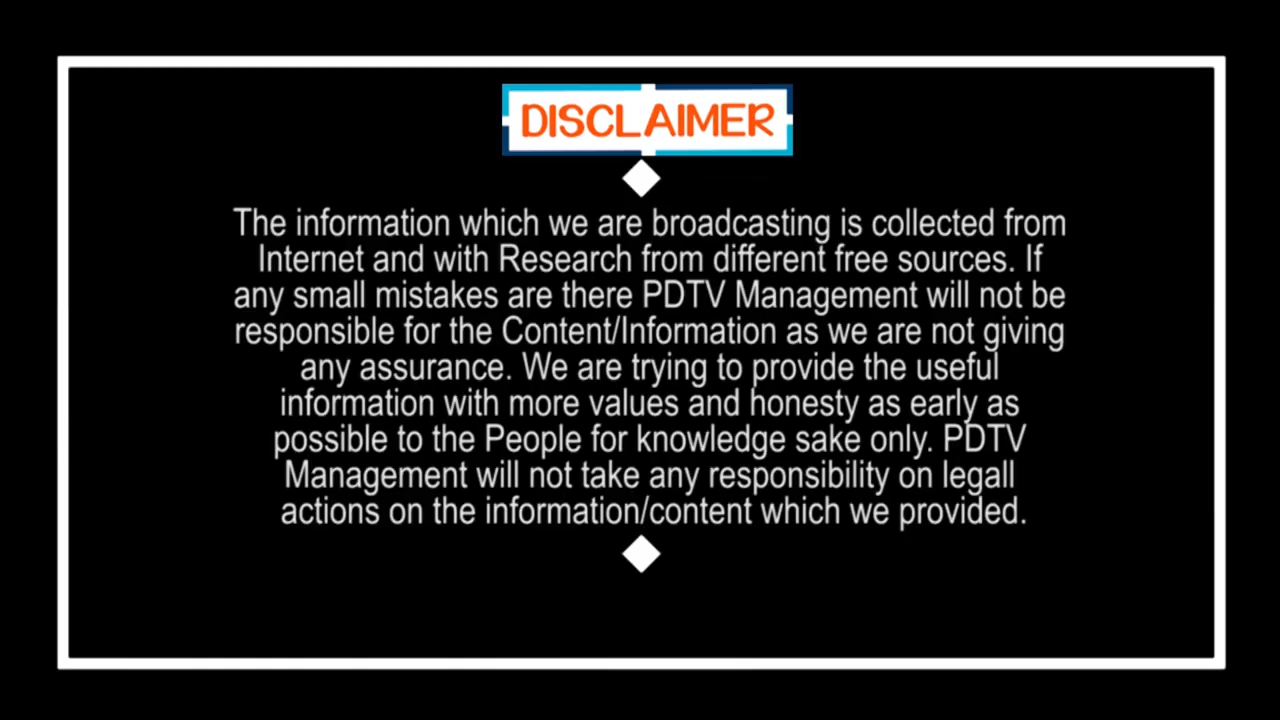 DISCLAIMER
The information which we are broadcasting is collected from
Internet and with Research from different free sources. If
any small mistakes are there PDTV Management will not be
responsible for the Content/Information as we are not giving
any assurance. We are trying to provide the useful
information with more values and honesty as early as
possible to the People for knowledge sake only. PDTV
Management will not take any responsibility on legall
actions on the information/content which we provided.